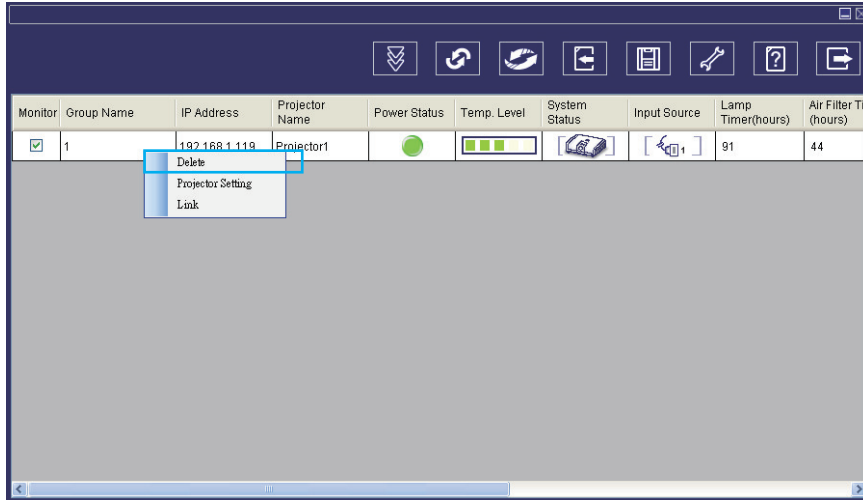 Monitor Group Name IP Address Projector Name Power Status Temp. Level System Status Input Source Lamp Timer(hours) Air Filter Ti (hours)
1 192.168.1.119 Projector1 1 91 44
Delete
Projector Setting
Link